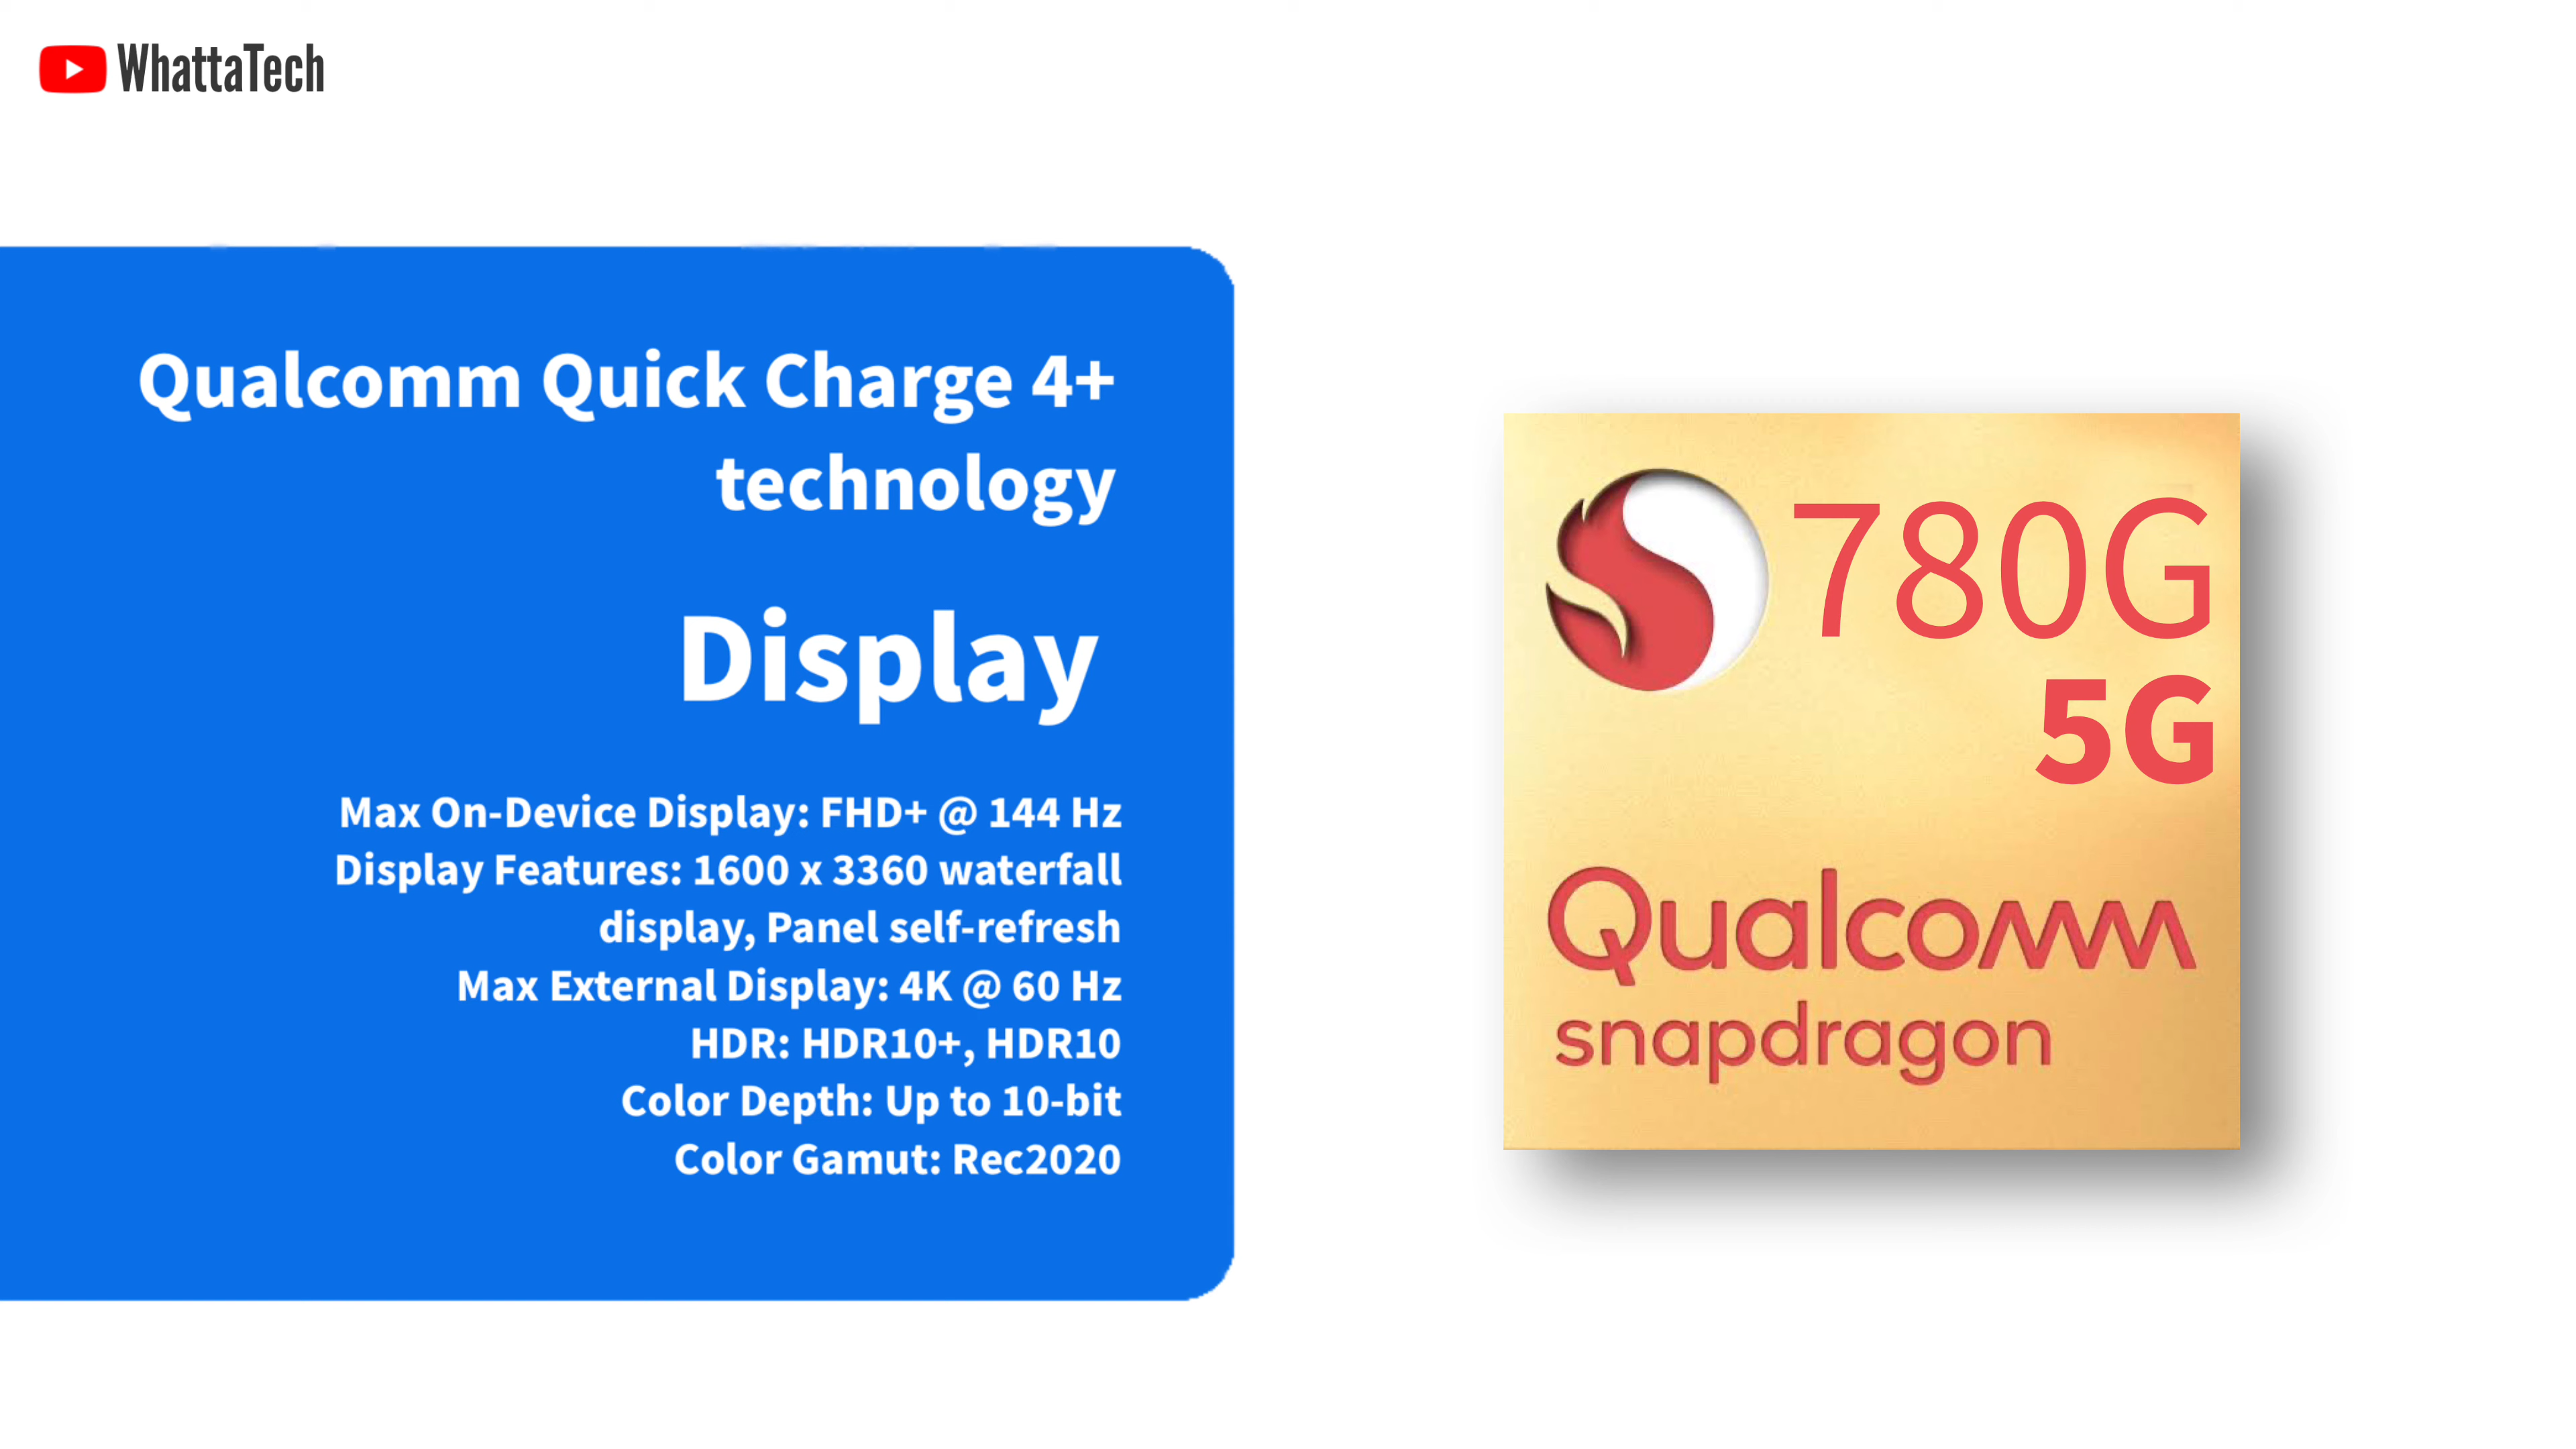 WhattaTech
Qualcomm Quick Charge 4+
technology
Display
Max On-Device Display: FHD+ @ 144 Hz
Display Features: 1600 x 3360 waterfall
display, Panel self-refresh
Max External Display: 4K @ 60 Hz
HDR: HDR10+, HDR10
Color Depth: Up to 10-bit
Color Gamut: Rec2020
780G
5G
Qualcomm
snapdragon